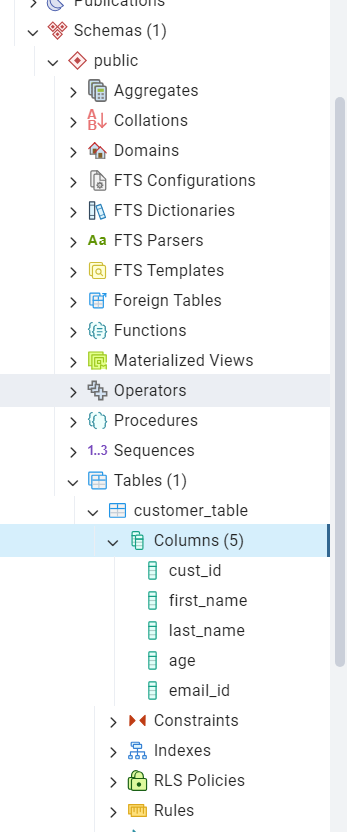 Publications
Schemas (1)
public
Aggregates
Collations
Domains
FTS Configurations
FTS Dictionaries
Aa FTS Parsers
FTS Templates
Foreign Tables
Functions
Materialized Views
Operators
Procedures
1..3 Sequences
Tables (1)
customer_table
Columns (5)
cust_id
first_name
last_name
age
email_id
Constraints
Indexes
RLS Policies
Rules